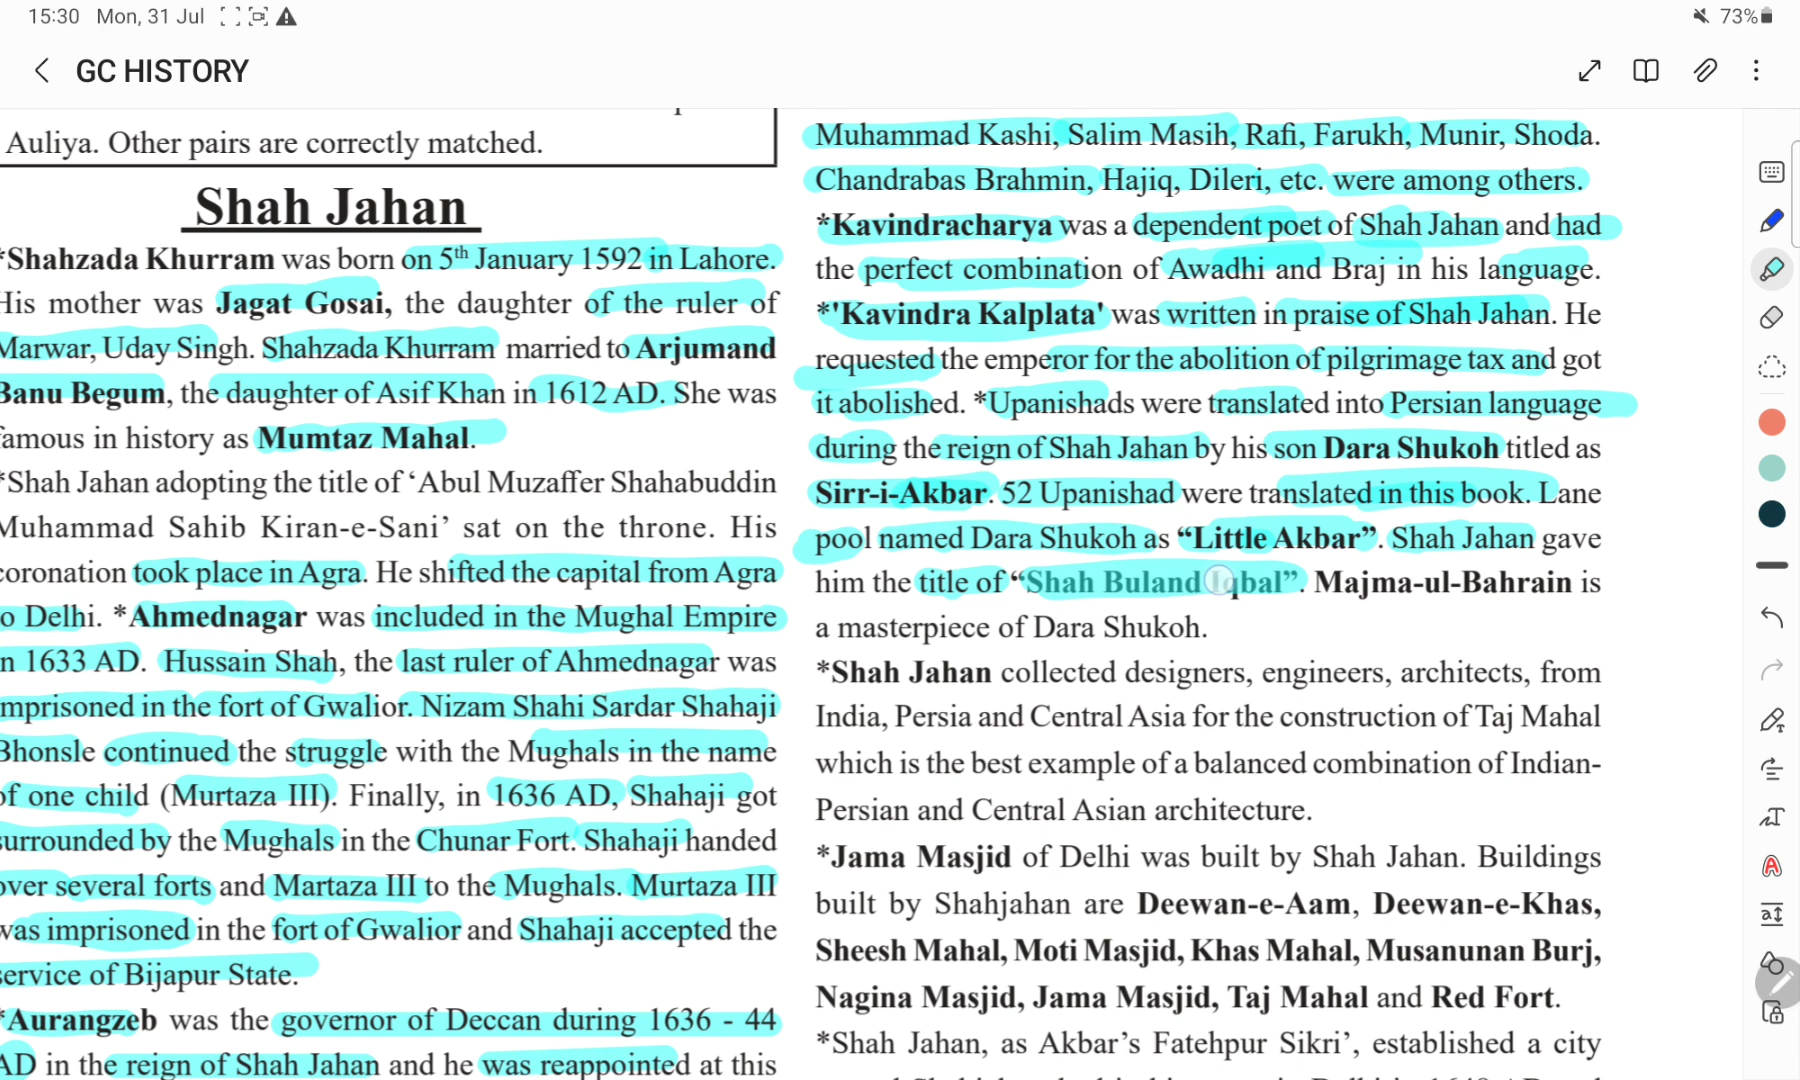 15:30 Mon, 31 Jul
73%
GC HISTORY
Auliya. Other pairs are correctly matched.
Shah Jahan
*Shahzada Khurram was born on 5th January 1592 in Lahore.
His mother was Jagat Gosai, the daughter of the ruler of
Marwar, Uday Singh. Shahzada Khurram married to Arjumand
Banu Begum, the daughter of Asif Khan in 1612 AD. She was
famous in history as Mumtaz Mahal.
*Shah Jahan adopting the title of ‘Abul Muzaffer Shahabuddin
Muhammad Sahib Kiran-e-Sani’ sat on the throne. His
coronation took place in Agra. He shifted the capital from Agra
to Delhi. *Ahmednagar was included in the Mughal Empire
in 1633 AD. Hussain Shah, the last ruler of Ahmednagar was
imprisoned in the fort of Gwalior. Nizam Shahi Sardar Shahaji
Bhonsle continued the struggle with the Mughals in the name
of one child (Murtaza III). Finally, in 1636 AD, Shahaji got
surrounded by the Mughals in the Chunar Fort. Shahaji handed
over several forts and Martaza III to the Mughals. Murtaza III
was imprisoned in the fort of Gwalior and Shahaji accepted the
service of Bijapur State.
*Aurangzeb was the governor of Deccan during 1636 - 44
AD in the reign of Shah Jahan and he was reappointed at this
Muhammad Kashi, Salim Masih, Rafi, Farukh, Munir, Shoda.
Chandrabas Brahmin, Hajiq, Dileri, etc. were among others.
*Kavindracharya was a dependent poet of Shah Jahan and had
the perfect combination of Awadhi and Braj in his language.
*'Kavindra Kalplata' was written in praise of Shah Jahan. He
requested the emperor for the abolition of pilgrimage tax and got
it abolished. *Upanishads were translated into Persian language
during the reign of Shah Jahan by his son Dara Shukoh titled as
Sirr-i-Akbar. 52 Upanishad were translated in this book. Lane
pool named Dara Shukoh as “Little Akbar”. Shah Jahan gave
him the title of “Shah Buland Iqbal”. Majma-ul-Bahrain is
a masterpiece of Dara Shukoh.
*Shah Jahan collected designers, engineers, architects, from
India, Persia and Central Asia for the construction of Taj Mahal
which is the best example of a balanced combination of Indian-
Persian and Central Asian architecture.
*Jama Masjid of Delhi was built by Shah Jahan. Buildings
built by Shahjahan are Deewan-e-Aam, Deewan-e-Khas,
Sheesh Mahal, Moti Masjid, Khas Mahal, Musanunan Burj,
Nagina Masjid, Jama Masjid, Taj Mahal and Red Fort.
*Shah Jahan, as Akbar’s Fatehpur Sikri’, established a city